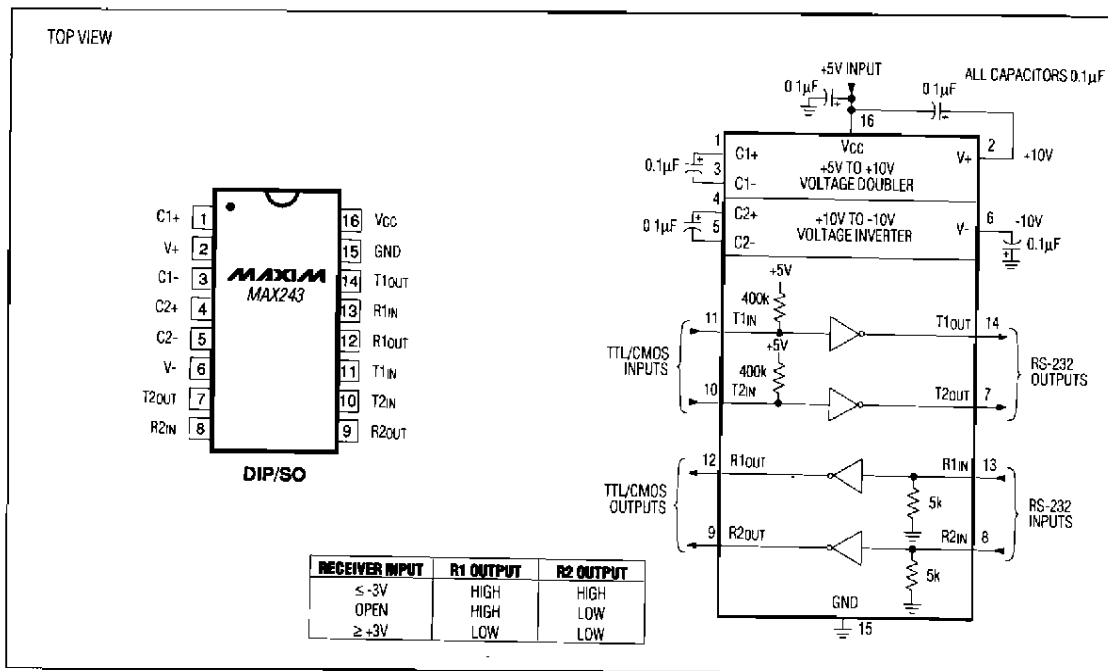 TOP VIEW
C1+ 1
V+ 2
C1- 3
C2+ 4
C2- 5
V- 6
T2OUT 7
R2IN 8
16 VCC
15 GND
14 T1OUT
13 R1IN
12 R1OUT
11 T1IN
10 T2IN
9 R2OUT
MAXIM
MAX243
DIP/SO
+5V INPUT
ALL CAPACITORS 0.1µF
0.1µF
0.1µF
16
1
C1+
VCC
V+
2
+10V
0.1µF
3
C1-
+5V TO +10V
VOLTAGE DOUBLER
4
C2+
0.1µF
5
C2-
+10V TO -10V
VOLTAGE INVERTER
V-
6
-10V
0.1µF
+5V
400k
11
T1IN
T1OUT
14
+5V
TTL/CMOS
INPUTS
400k
RS-232
OUTPUTS
10
T2IN
T2OUT
7
12
R1OUT
R1IN
13
TTL/CMOS
OUTPUTS
5k
RS-232
INPUTS
9
R2OUT
R2IN
8
5k
GND
15
RECEIVER INPUT R1 OUTPUT R2 OUTPUT
≤ -3V HIGH HIGH
OPEN HIGH LOW
≥ +3V LOW LOW